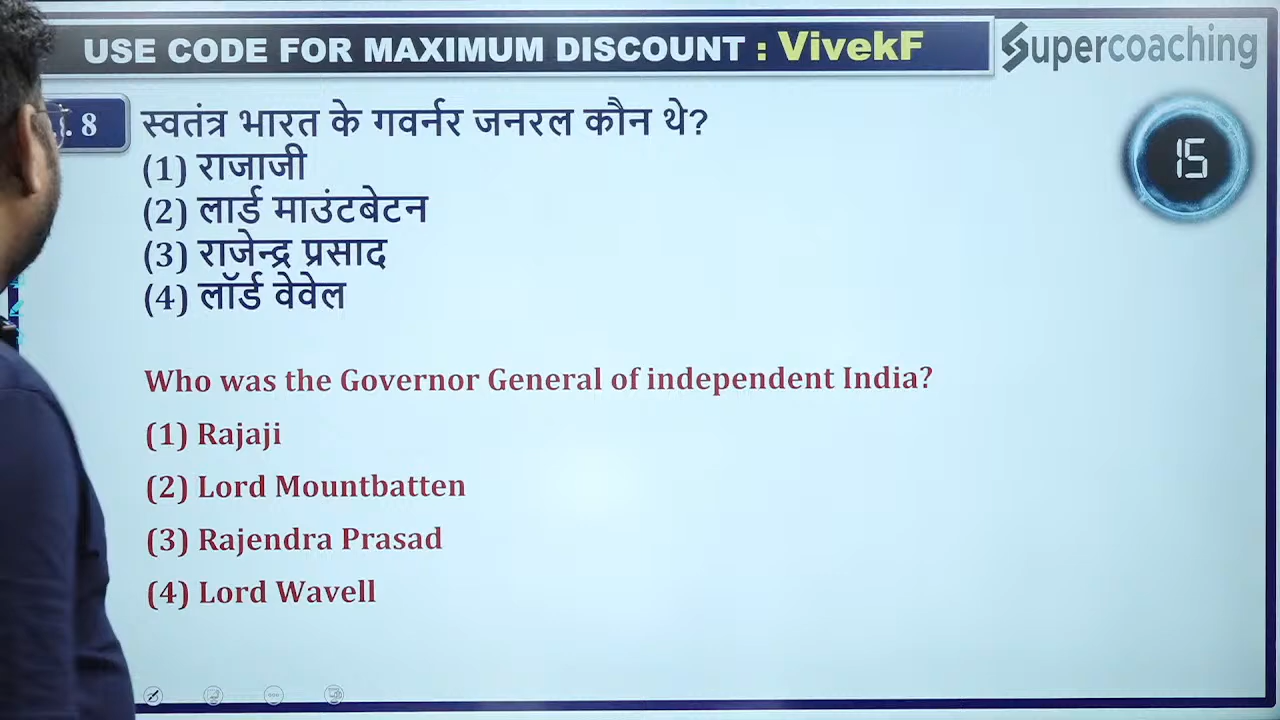 USE CODE FOR MAXIMUM DISCOUNT : VivekF
Supercoaching
. 8
स्वतंत्र भारत के गवर्नर जनरल कौन थे?
15
(1) राजाजी
(2) लार्ड माउंटबेटन
(3) राजेन्द्र प्रसाद
(4) लॉर्ड वेवेल
Who was the Governor General of independent India?
(1) Rajaji
(2) Lord Mountbatten
(3) Rajendra Prasad
(4) Lord Wavell